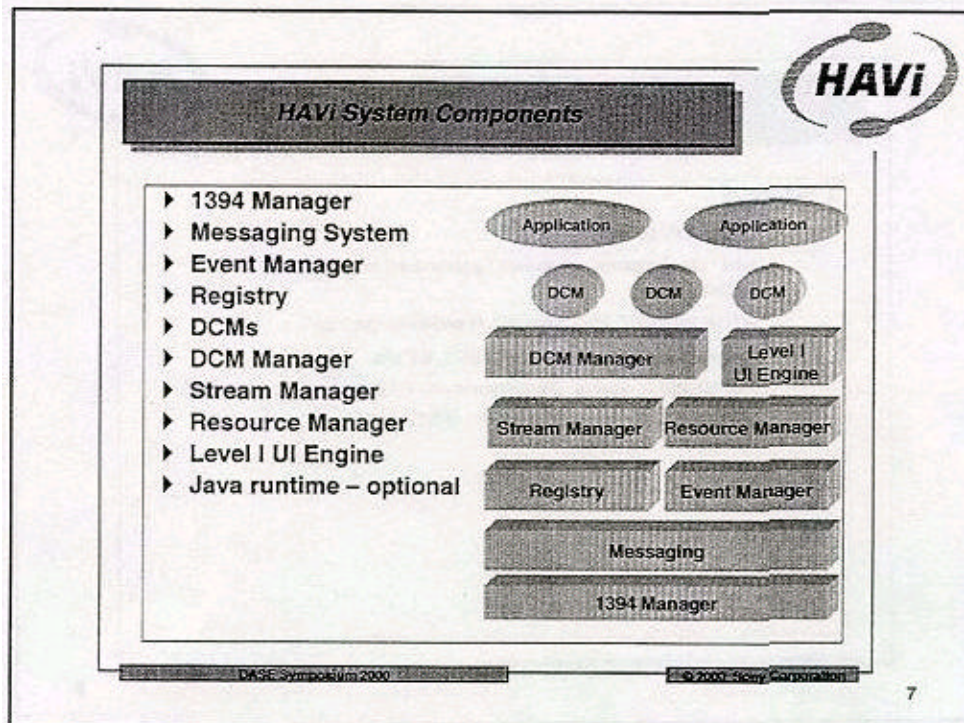 HAVi
HAVi System Components
1394 Manager
Messaging System
Event Manager
Registry
DCMs
DCM Manager
Stream Manager
Resource Manager
Level I UI Engine
Java runtime – optional
Application Application
DCM DCM DCM
DCM Manager
Level I
UI Engine
Stream Manager Resource Manager
Registry Event Manager
Messaging
1394 Manager
DASE Symposium 2000
© 2000 Sony Corporation
7